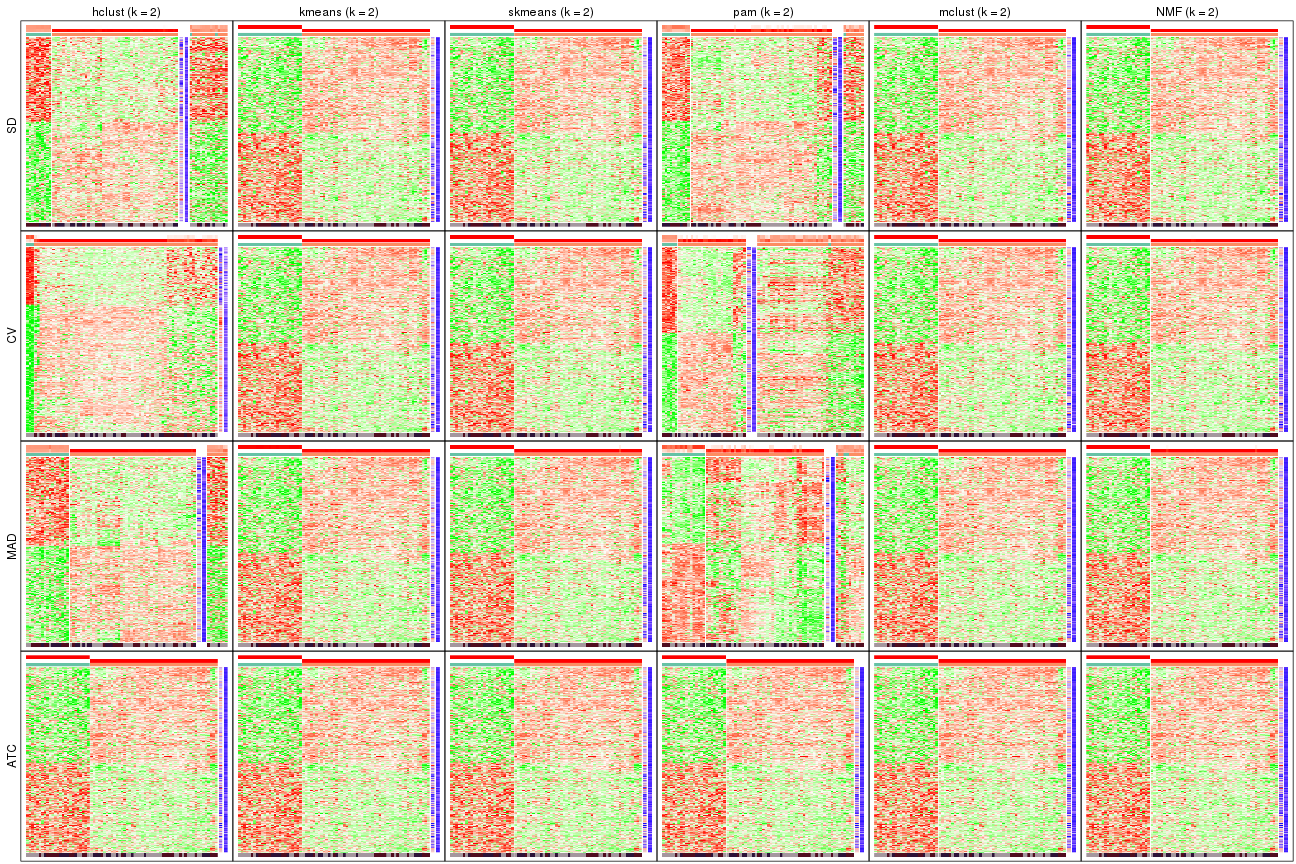 hclust (k = 2) kmeans (k = 2) skmeans (k = 2) pam (k = 2) mclust (k = 2) NMF (k = 2)
SD
CV
MAD
ATC